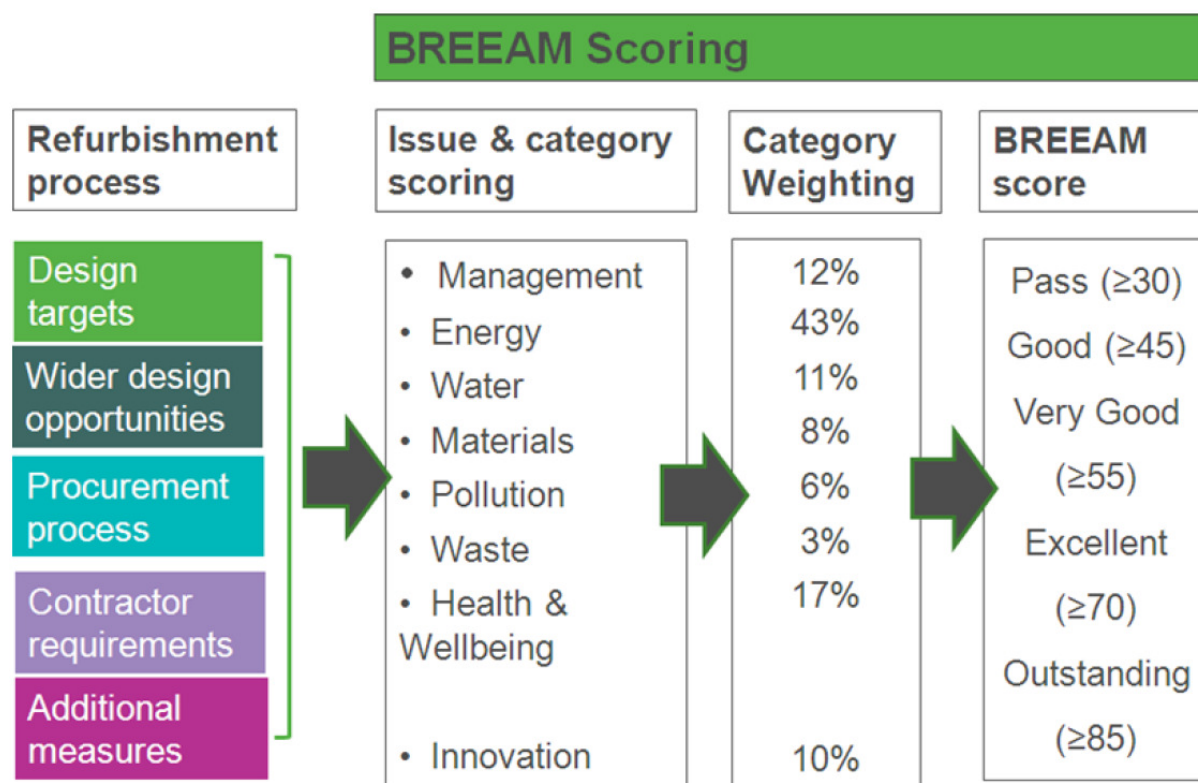 BREEAM Scoring
Refurbishment
process
Issue & category
scoring
Category
Weighting
BREEAM
score
Design
targets
Wider design
opportunities
Procurement
process
Contractor
requirements
Additional
measures
• Management
• Energy
• Water
• Materials
• Pollution
• Waste
• Health &
Wellbeing
• Innovation
12%
43%
11%
8%
6%
3%
17%
10%
Pass (≥30)
Good (≥45)
Very Good
(≥55)
Excellent
(≥70)
Outstanding
(≥85)